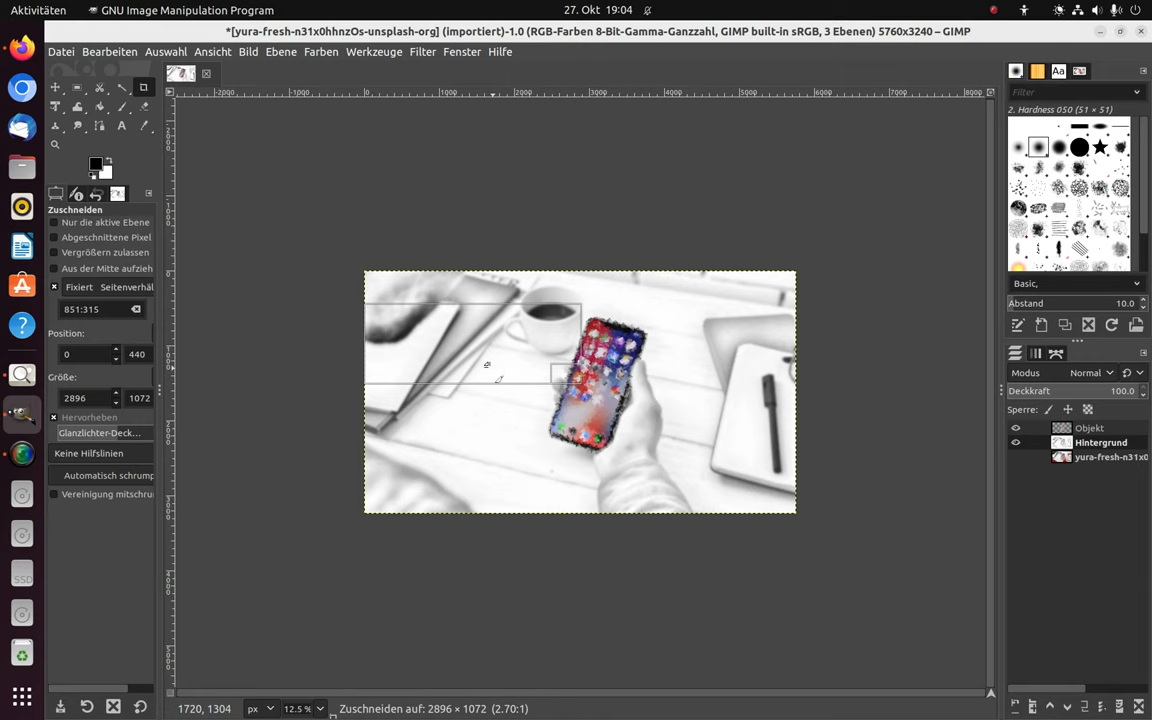 Aktivitäten
GNU Image Manipulation Program
27. Okt 19:04
*[yura-fresh-n31x0hhnzOs-unsplash-org] (importiert)-1.0 (RGB-Farben 8-Bit-Gamma-Ganzzahl, GIMP built-in sRGB, 3 Ebenen) 5760x3240 – GIMP
Datei Bearbeiten Auswahl Ansicht Bild Ebene Farben Werkzeuge Filter Fenster Hilfe
Filter
2. Hardness 050 (51 × 51)
Zuschneiden
Nur die aktive Ebene
Abgeschnittene Pixel
Vergrößern zulassen
Aus der Mitte aufzieh
Fixiert Seitenverhäl
851:315
Position:
0 440
Größe:
2896 1072
Hervorheben
Glanzlichter-Deck...
Keine Hilfslinien
Automatisch schrump
Vereinigung mitschru
Basic,
Abstand 10.0
Modus Normal
Deckkraft 100.0
Sperre:
Objekt
Hintergrund
yura-fresh-n31x0
1720, 1304 px 12.5 % Zuschneiden auf: 2896 × 1072 (2.70:1)